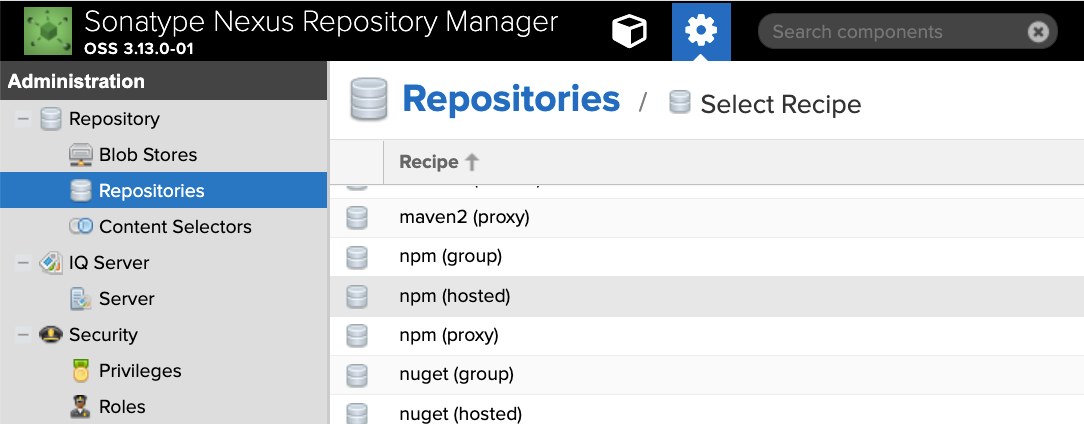 Sonatype Nexus Repository Manager
OSS 3.13.0-01
Search components
Administration
Repository
Blob Stores
Repositories
Content Selectors
IQ Server
Server
Security
Privileges
Roles
Repositories / Select Recipe
Recipe
maven2 (proxy)
npm (group)
npm (hosted)
npm (proxy)
nuget (group)
nuget (hosted)